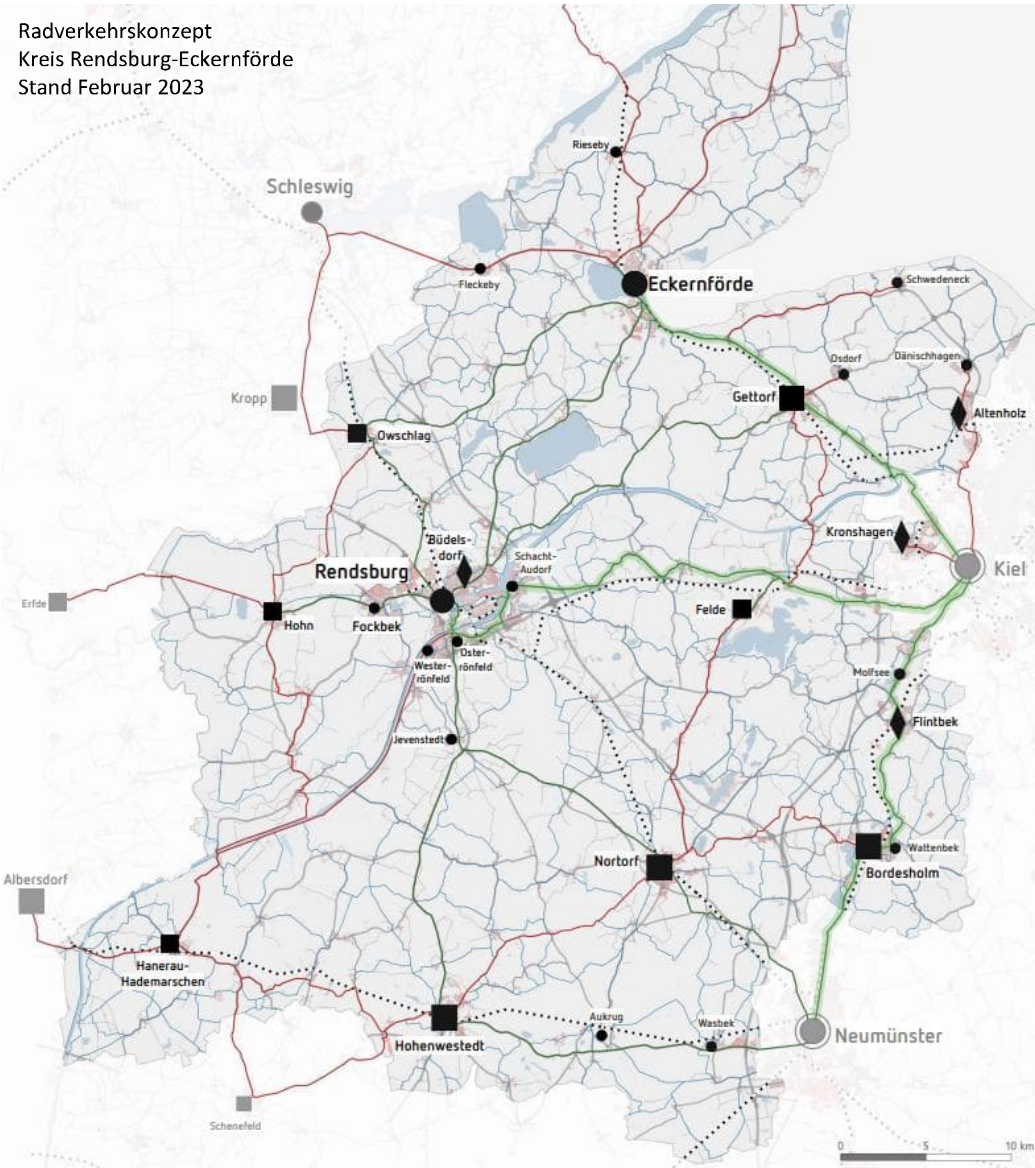 Radverkehrskonzept
Kreis Rendsburg-Eckernförde
Stand Februar 2023
Rieseby
Schleswig
Fleckeby
Eckernförde
Schwedeneck
Osdorf
Dänischhagen
Kropp
Gettorf
Altenholz
Owschlag
Büdels-
dorf
Kronshagen
Schacht-
Audorf
Rendsburg
Kiel
Erfde
Hohn
Fockbek
Felde
Oster-
rönfeld
Wester-
rönfeld
Molfsee
Flintbek
Jevenstedt
Wattenbek
Nortorf
Bordesholm
Albersdorf
Hanerau-
Hademarschen
Aukrug
Wasbek
Neumünster
Hohenwestedt
Schenefeld
0 5 10 km